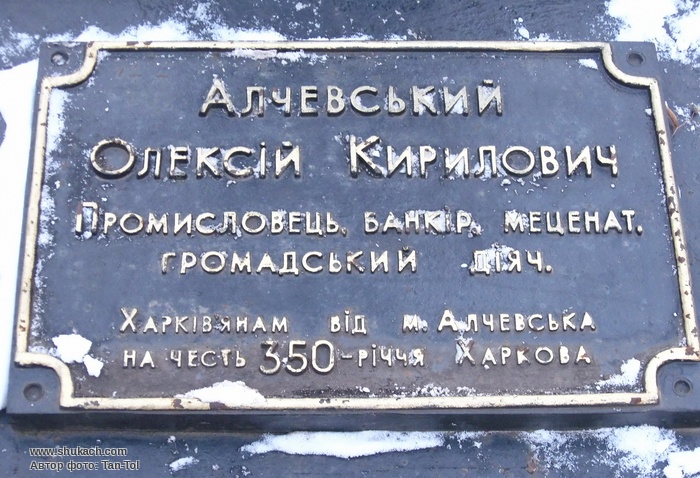 Алчевський
Олексій Кирилович
Промисловець, банкір, меценат,
громадський діяч.
Харків'янам від м. Алчевська
на честь 350-річчя Харкова
www.shukach.com
Автор фото: Tan-Tol